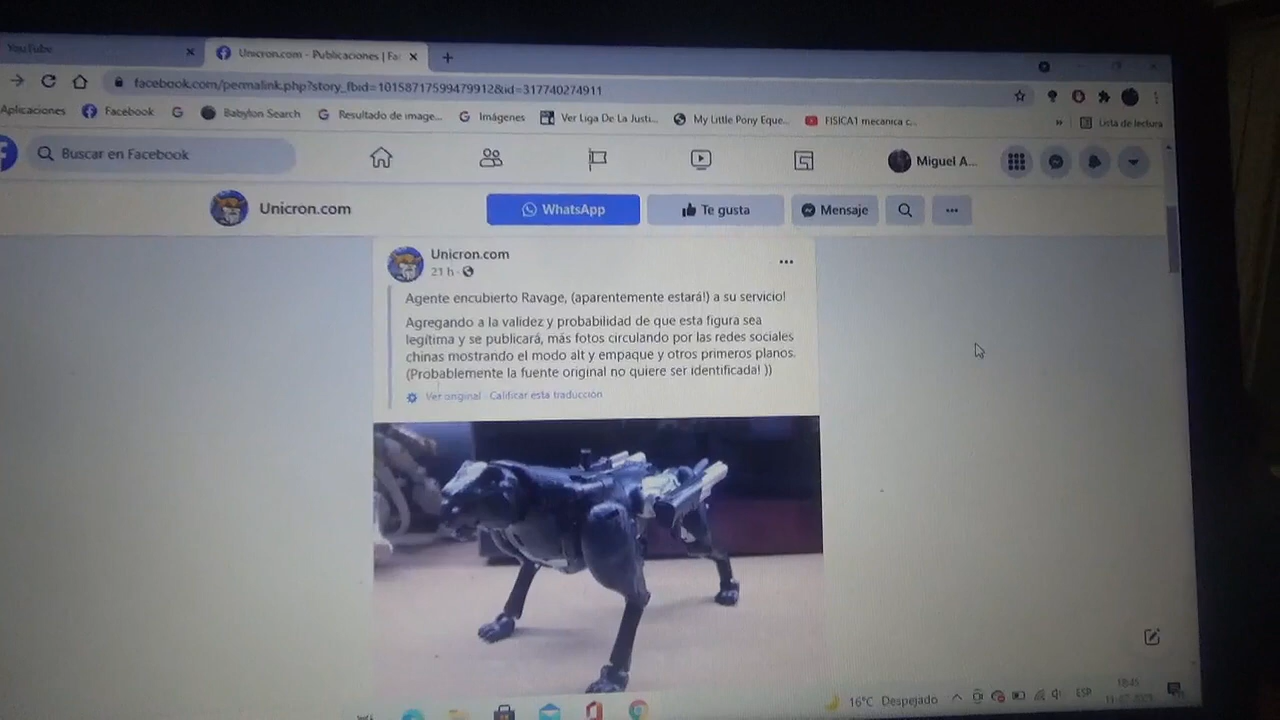 YouTube
Unicron.com - Publicaciones | Fa
facebook.com/permalink.php?story_fbid=10158717599479912&id=317740274911
Aplicaciones
Facebook
G
Babylon Search
Resultado de image...
Imágenes
Ver Liga De La Justi...
My Little Pony Eque...
FISICA1 mecanica c...
»
Lista de lectura
Buscar en Facebook
Miguel A...
Unicron.com
WhatsApp
Te gusta
Mensaje
Unicron.com
21 h ·
Agente encubierto Ravage, (aparentemente estará!) a su servicio!
Agregando a la validez y probabilidad de que esta figura sea
legítima y se publicará, más fotos circulando por las redes sociales
chinas mostrando el modo alt y empaque y otros primeros planos.
(Probablemente la fuente original no quiere ser identificada! ))
Ver original · Calificar esta traducción
16°C Despejado
ESP
18:45